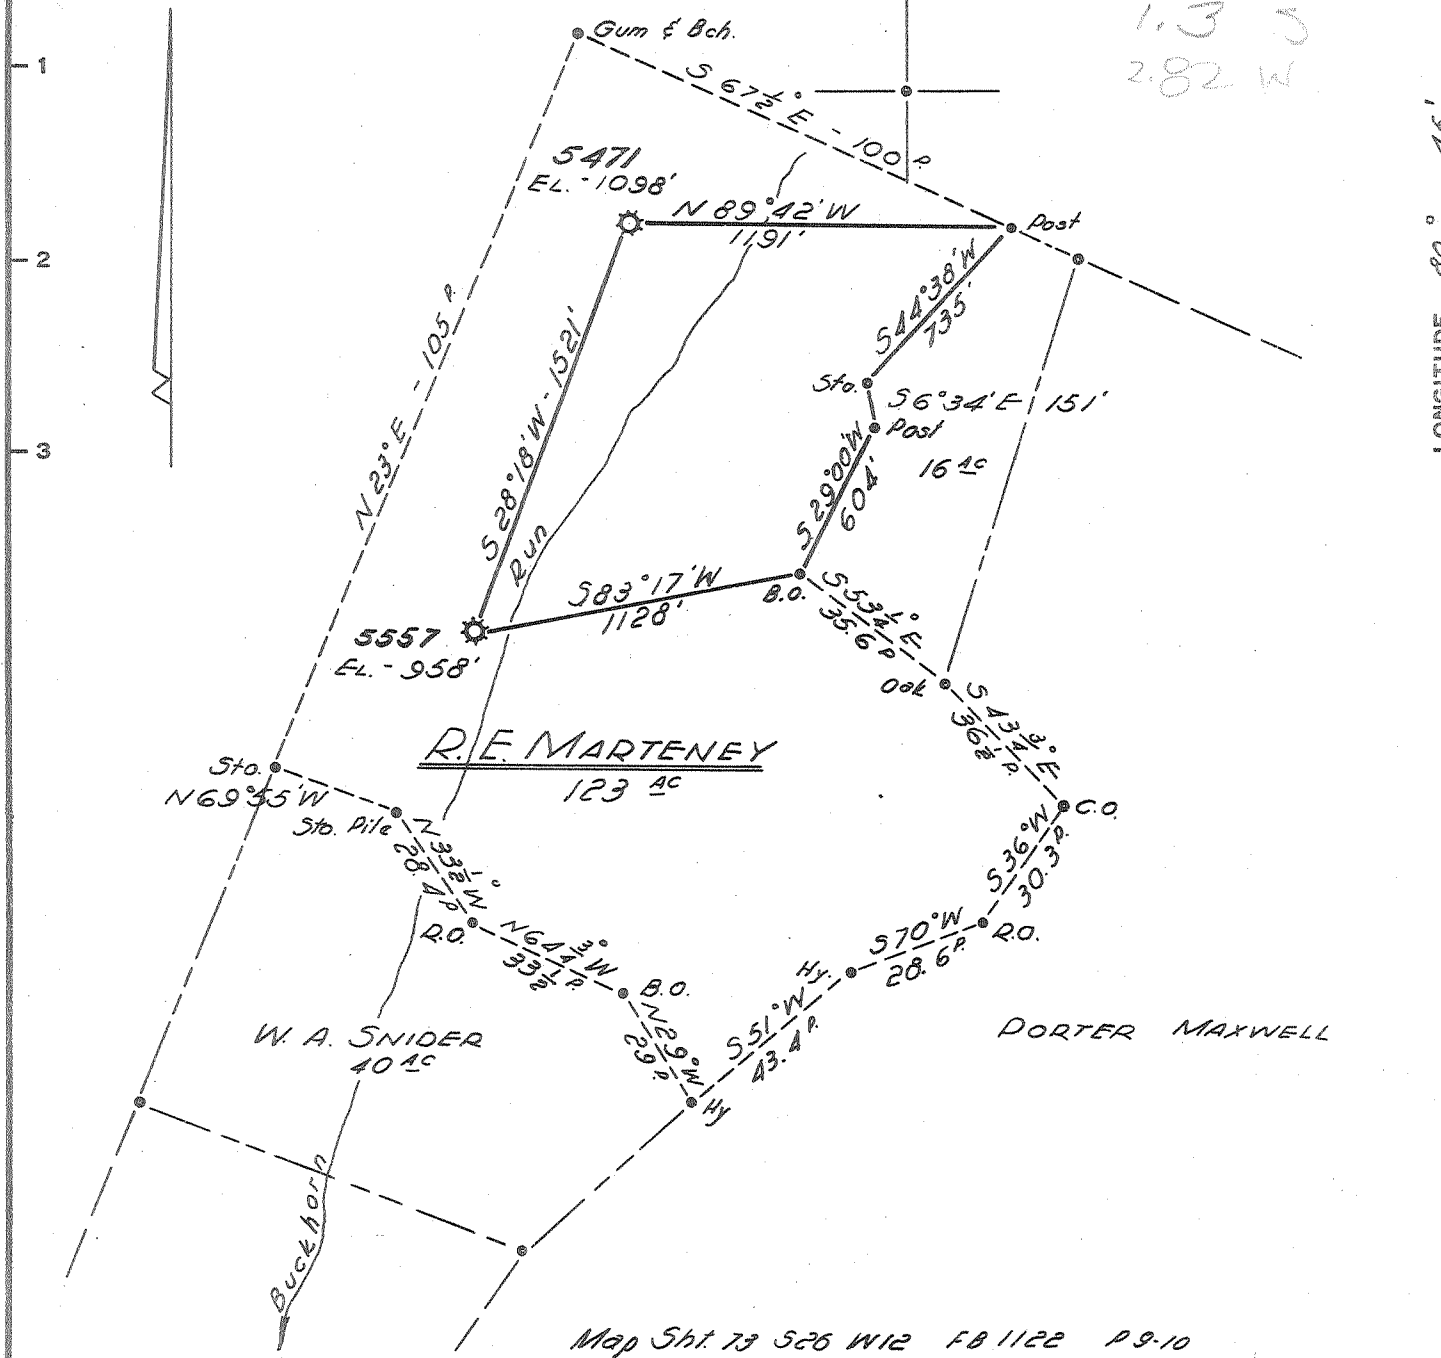 1.3 S
2.82 W
Gum & Bch.
1
S 67½° E - 100 P.
5471
EL. - 1098'
N 89°42' W
1191'
Post
2
S 44°38' W
735'
N 23° E - 105 P.
S 28°18' W - 1521'
Sto.
S 6°34' E 151'
Post
3
16 Ac
S 29°00' W
604'
Run
S 83°17' W
1128'
B.O.
S 53¼° E
35.6 P
5557
EL. - 958'
Oak
S 43¾° E
36½ P.
R. E. MARTENEY
123 Ac
Sto.
N 69°55' W
Sto. Pile
N 33½° W
28.4 P
C.O.
S 36° W
30.3 P.
R.O.
N 64¾° W
33½ P.
B.O.
S 70° W
28.6 P.
R.O.
Hy.
S 51° W
43.4 P.
N 29° W
29 P.
Hy
W. A. SNIDER
40 Ac
PORTER MAXWELL
Buckhorn
Map Sht. 73 S26 W12 FB 1122 P 9-10
LONGITUDE 80° 46'